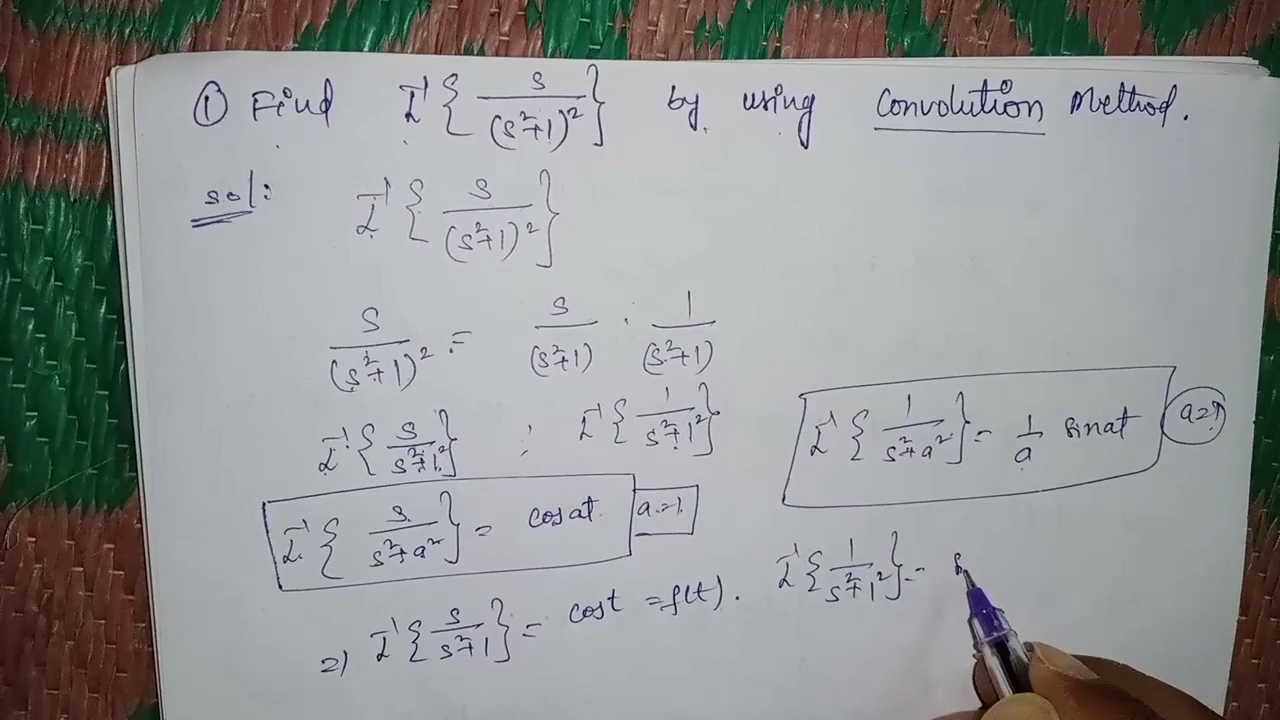 ① Find L⁻¹{ s/(s²+1)² } by using Convolution Method.
sol: L⁻¹{ s/(s²+1)² }
s/(s²+1)² = s/(s²+1) · 1/(s²+1)
L⁻¹{ s/(s²+1²) } ; L⁻¹{ 1/(s²+1²) }
L⁻¹{ 1/(s²+a²) } = 1/a sinat a=1
L⁻¹{ s/(s²+a²) } = cosat. a=1.
L⁻¹{ 1/(s²+1²) } = s
=) L⁻¹{ s/(s²+1) } = cost = f(t).